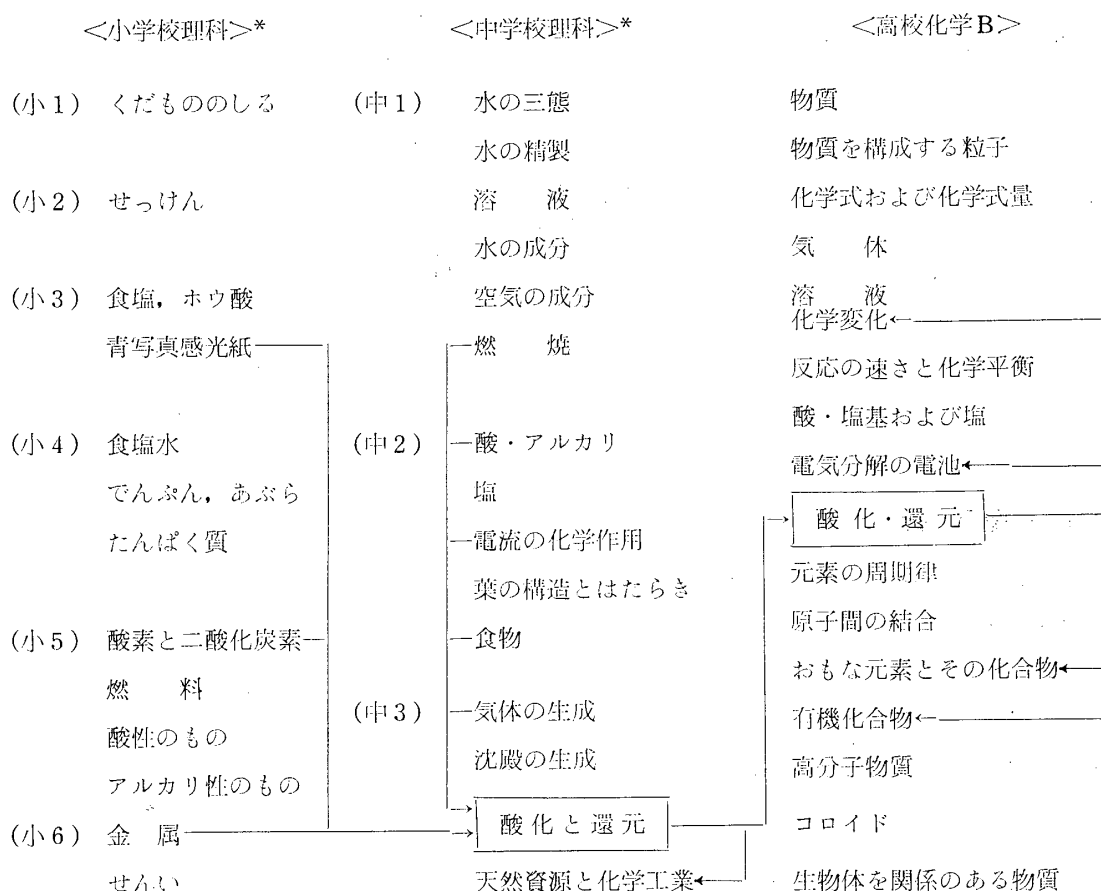 <小学校理科>*
(小1) くだもののしる
(小2) せっけん
(小3) 食塩，ホウ酸
青写真感光紙
(小4) 食塩水
でんぷん，あぶら
たんぱく質
(小5) 酸素と二酸化炭素
燃 料
酸性のもの
アルカリ性のもの
(小6) 金 属
せんい
<中学校理科>*
(中1) 水の三態
水の精製
溶 液
水の成分
空気の成分
燃 焼
(中2) 酸・アルカリ
塩
電流の化学作用
葉の構造とはたらき
食物
(中3) 気体の生成
沈殿の生成
酸化と還元
天然資源と化学工業
<高校化学B>
物質
物質を構成する粒子
化学式および化学式量
気 体
溶 液
化学変化
反応の速さと化学平衡
酸・塩基および塩
電気分解の電池
酸化・還元
元素の周期律
原子間の結合
おもな元素とその化合物
有機化合物
高分子物質
コロイド
生物体を関係のある物質